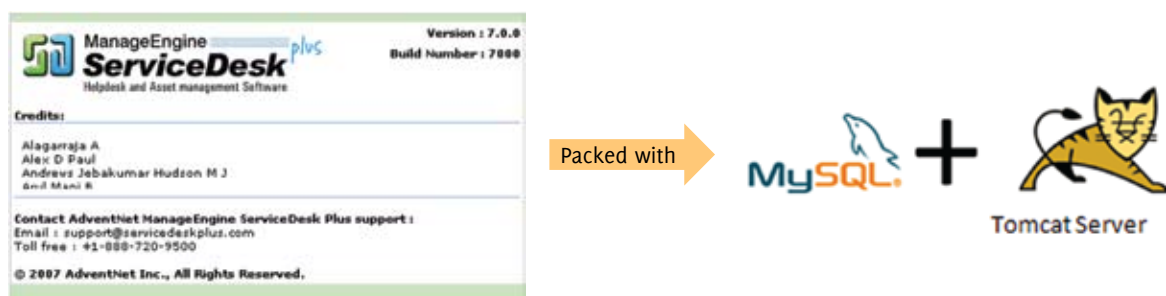 ManageEngine
ServiceDesk plus
Helpdesk and Asset management Software
Version : 7.0.0
Build Number : 7000
Credits:
Alagarraja A
Alex D Paul
Andrews Jebakumar Hudson M J
Anil Mani B
Contact AdventNet ManageEngine ServiceDesk Plus support :
Email : support@servicedeskplus.com
Toll free : +1-888-720-9500
© 2007 AdventNet Inc., All Rights Reserved.
Packed with
MySQL.
+
Tomcat Server